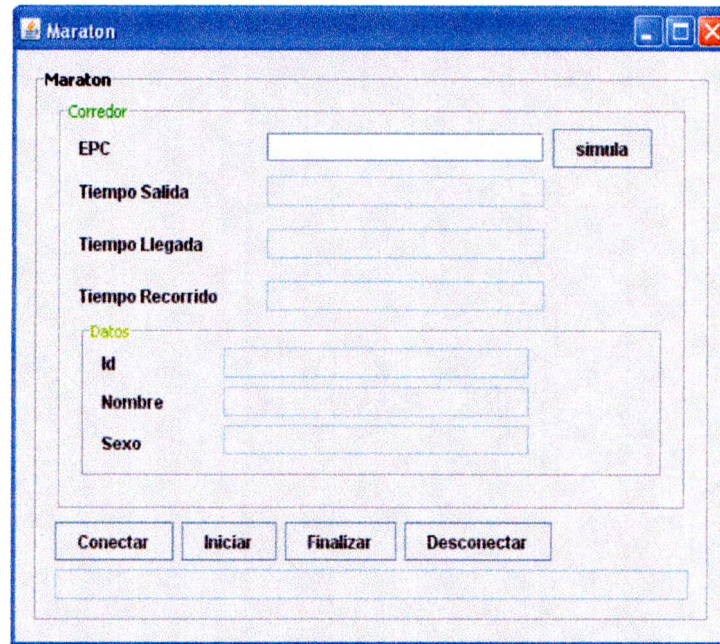 Maraton
Maraton
Corredor
EPC simula
Tiempo Salida
Tiempo Llegada
Tiempo Recorrido
Datos
Id
Nombre
Sexo
Conectar Iniciar Finalizar Desconectar